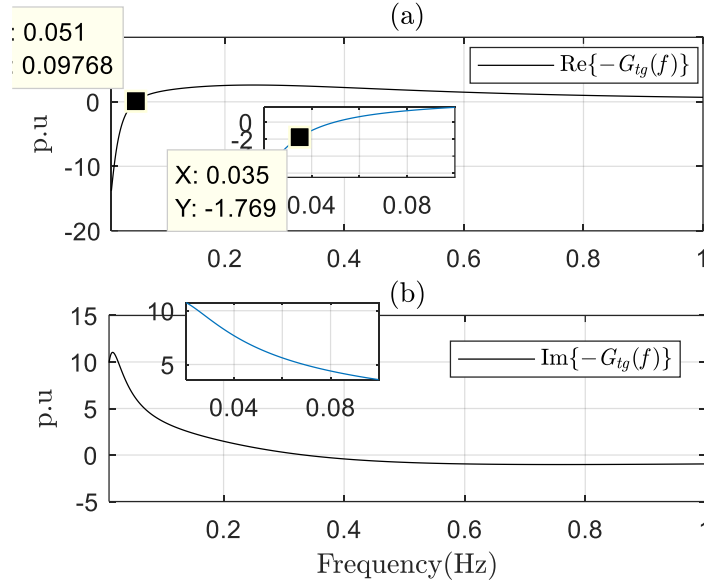 (a)
: 0.051
: 0.09768
Re{−G_tg(f)}
0
-10
-20
p.u
0
-2
X: 0.035
Y: -1.769
0.04 0.08
0.2 0.4 0.6 0.8 1
(b)
15
10
5
0
-5
p.u
10
5
0.04 0.08
Im{−G_tg(f)}
0.2 0.4 0.6 0.8 1
Frequency(Hz)